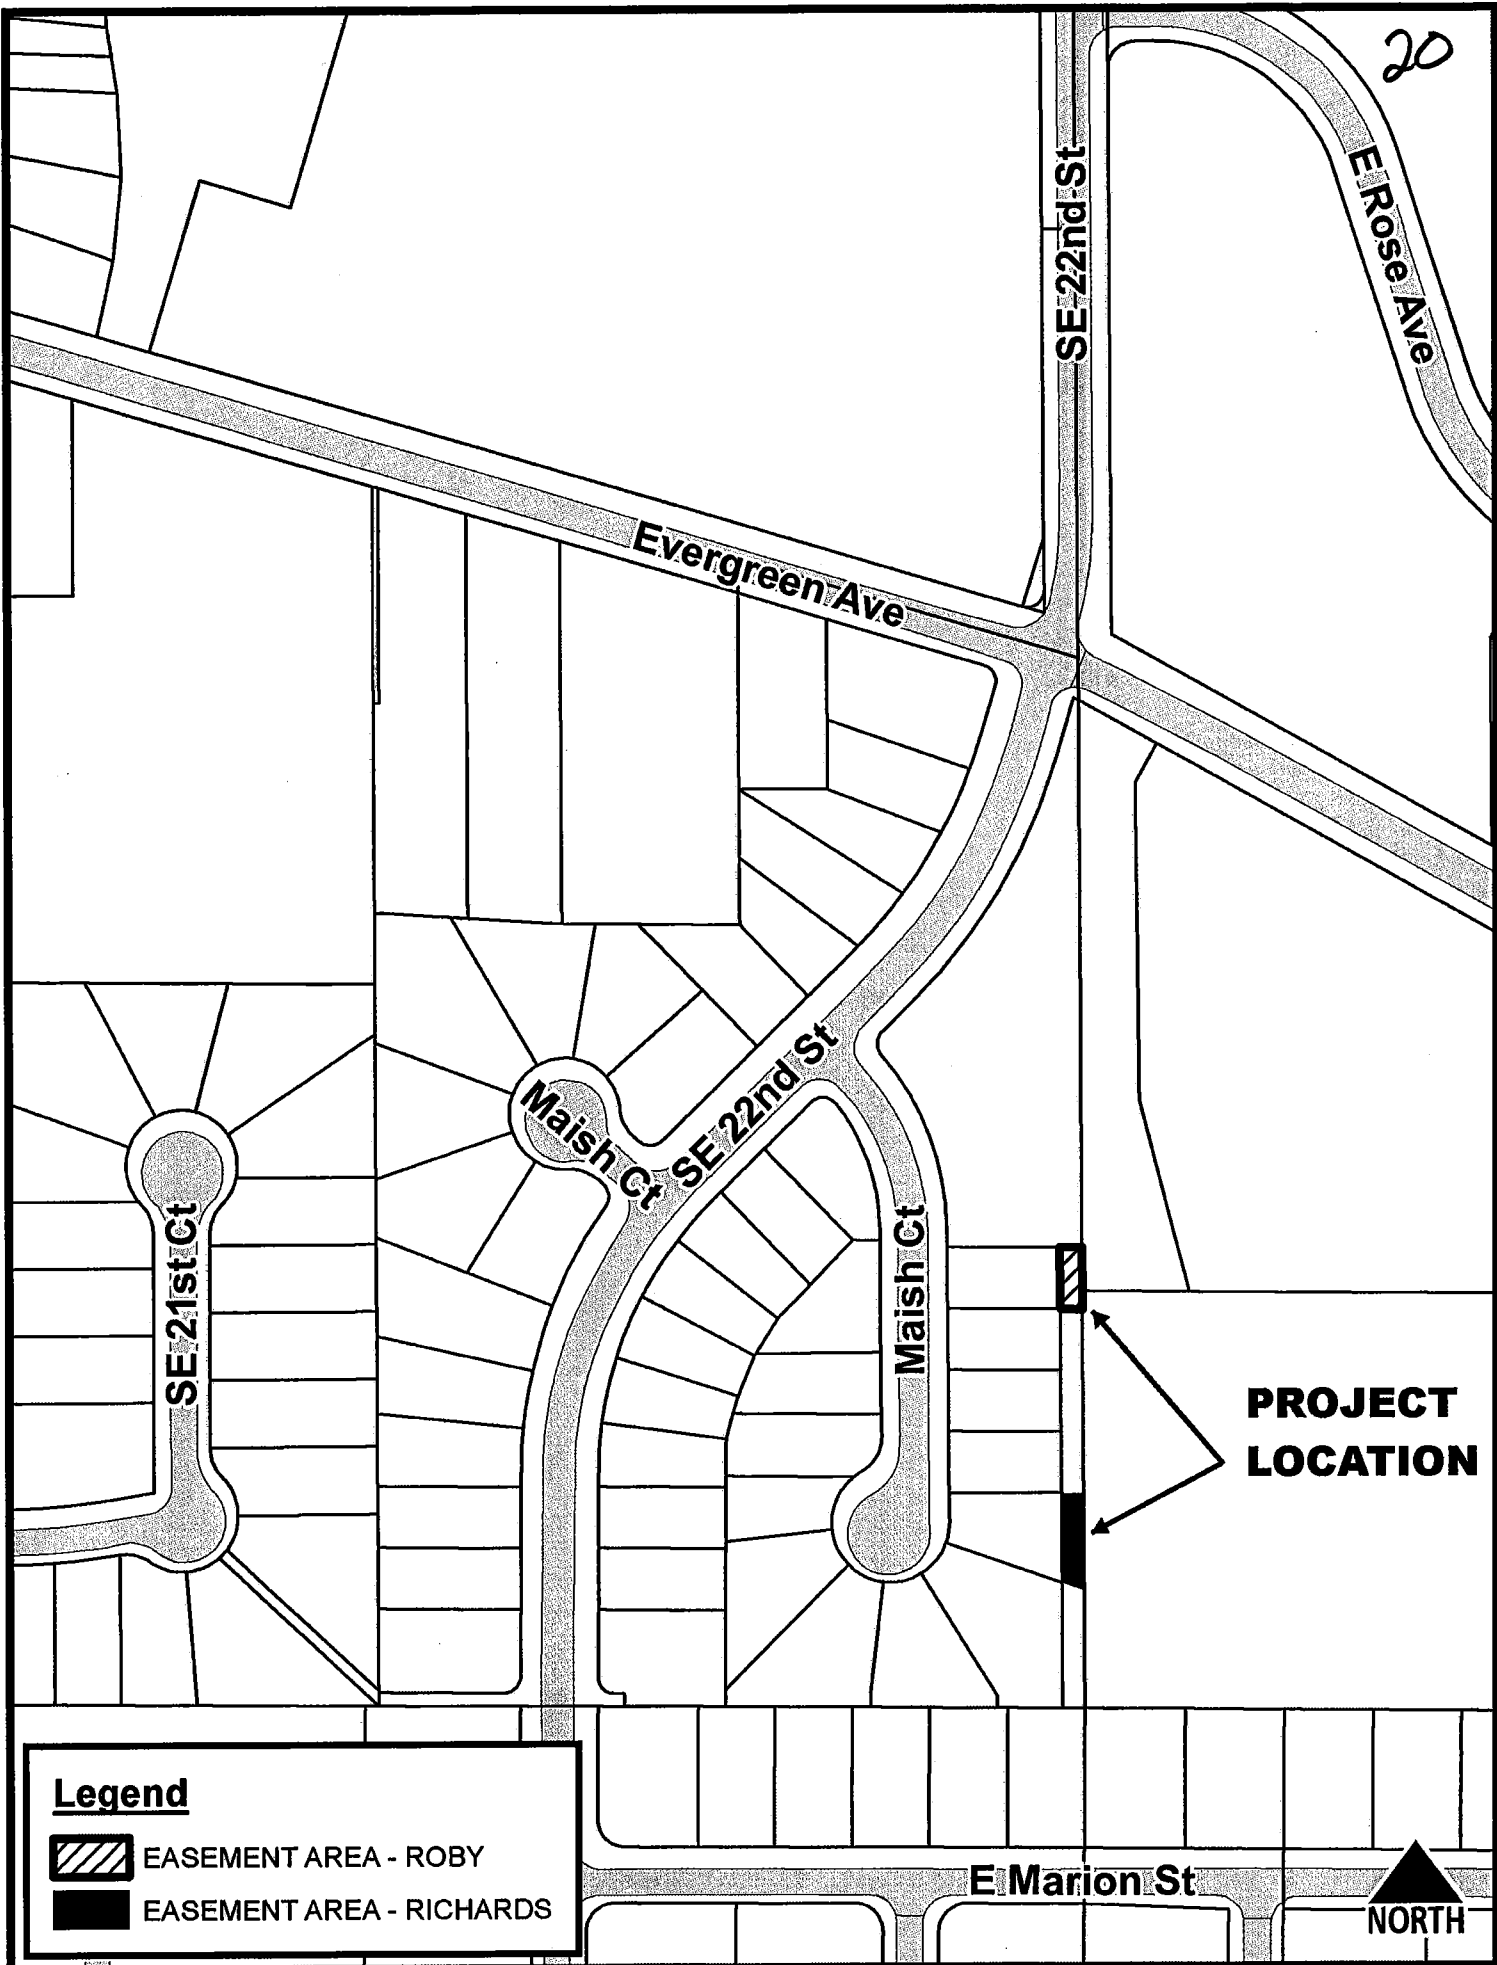 20
SE 22nd St
E Rose Ave
Evergreen Ave
SE 22nd St
Maish Ct
Maish Ct
SE 21st Ct
PROJECT
LOCATION
Legend
EASEMENT AREA - ROBY
EASEMENT AREA - RICHARDS
E Marion St
NORTH